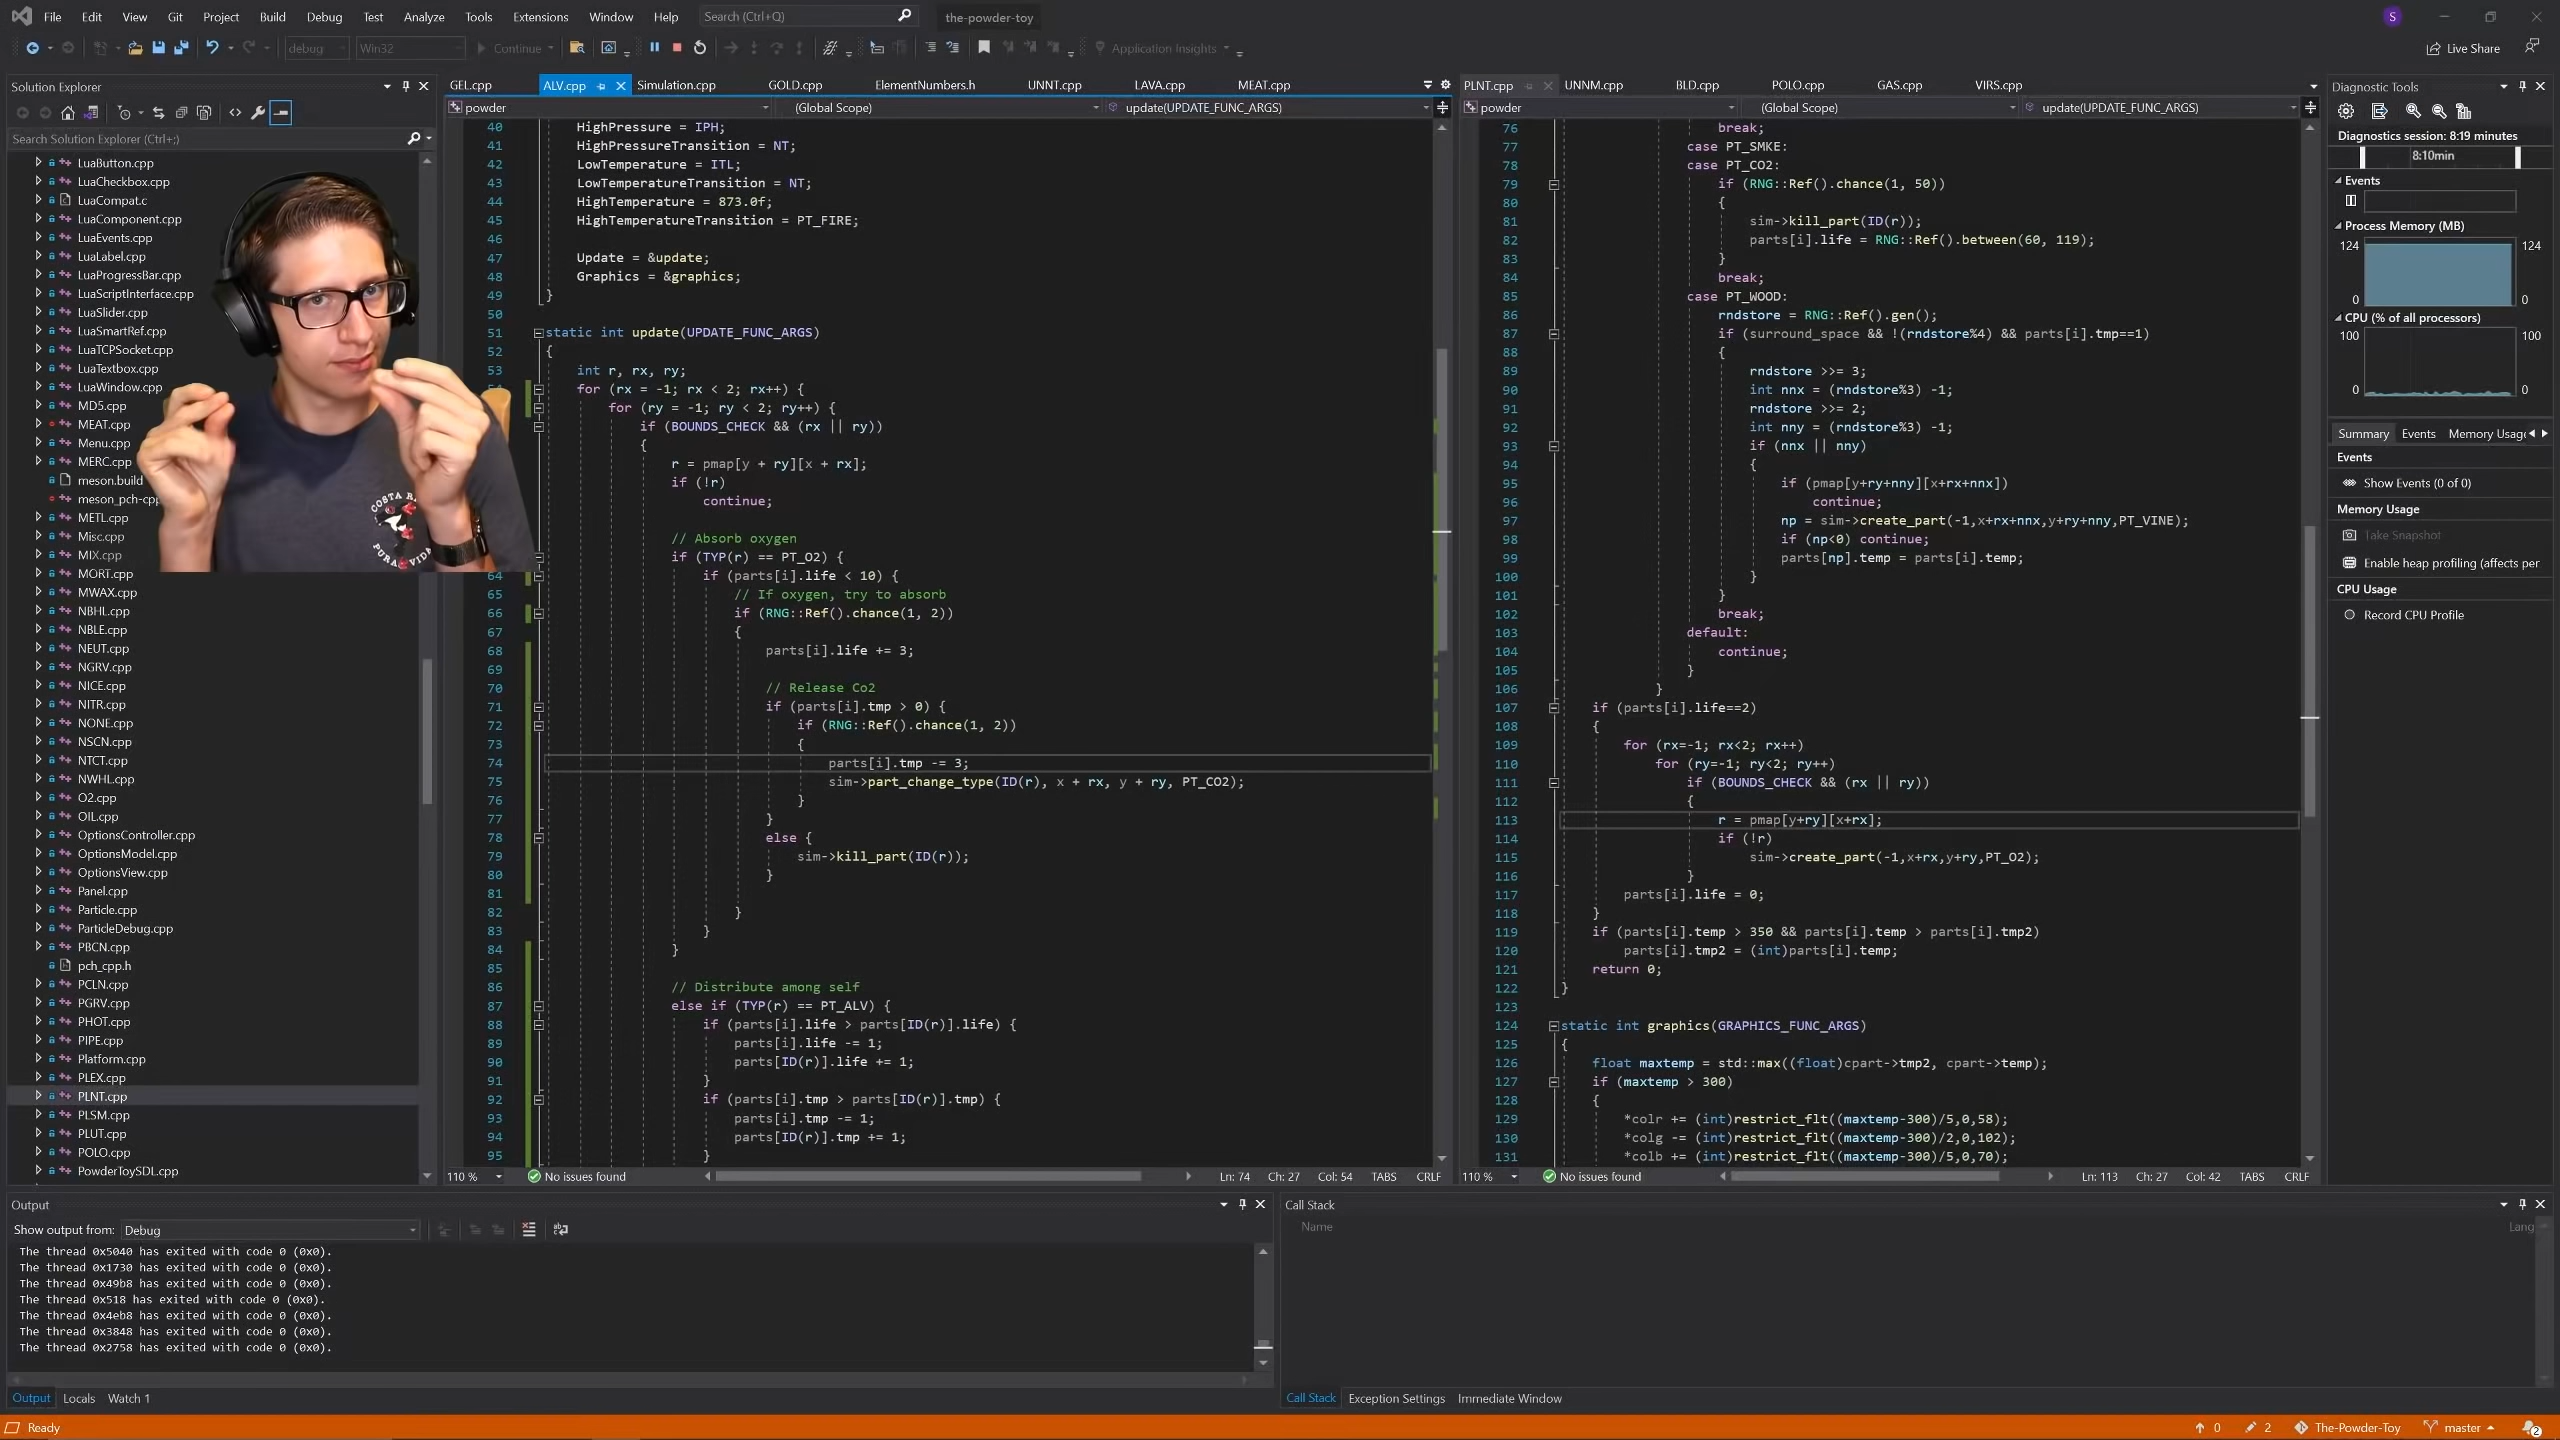 File Edit View Git Project Build Debug Test Analyze Tools Extensions Window Help Search (Ctrl+Q) the-powder-toy S
debug Win32 Continue Application Insights Live Share
Solution Explorer
Search Solution Explorer (Ctrl+;)
LuaButton.cpp
LuaCheckbox.cpp
LuaCompat.c
LuaComponent.cpp
LuaEvents.cpp
LuaLabel.cpp
LuaProgressBar.cpp
LuaScriptInterface.cpp
LuaSlider.cpp
LuaSmartRef.cpp
LuaTCPSocket.cpp
LuaTextbox.cpp
LuaWindow.cpp
MD5.cpp
MEAT.cpp
Menu.cpp
MERC.cpp
meson.build
meson_pch-cpp
METL.cpp
Misc.cpp
MIX.cpp
MORT.cpp
MWAX.cpp
NBHL.cpp
NBLE.cpp
NEUT.cpp
NGRV.cpp
NICE.cpp
NITR.cpp
NONE.cpp
NSCN.cpp
NTCT.cpp
NWHL.cpp
O2.cpp
OIL.cpp
OptionsController.cpp
OptionsModel.cpp
OptionsView.cpp
Panel.cpp
Particle.cpp
ParticleDebug.cpp
PBCN.cpp
pch_cpp.h
PCLN.cpp
PGRV.cpp
PHOT.cpp
PIPE.cpp
Platform.cpp
PLEX.cpp
PLNT.cpp
PLSM.cpp
PLUT.cpp
POLO.cpp
PowderToySDL.cpp
COSTA R
PURA VIDA
GEL.cpp ALV.cpp Simulation.cpp GOLD.cpp ElementNumbers.h UNNT.cpp LAVA.cpp MEAT.cpp
powder (Global Scope) update(UPDATE_FUNC_ARGS)
40 HighPressure = IPH;
41 HighPressureTransition = NT;
42 LowTemperature = ITL;
43 LowTemperatureTransition = NT;
44 HighTemperature = 873.0f;
45 HighTemperatureTransition = PT_FIRE;
46
47 Update = &update;
48 Graphics = &graphics;
49 }
50
51 static int update(UPDATE_FUNC_ARGS)
52 {
53 int r, rx, ry;
for (rx = -1; rx < 2; rx++) {
for (ry = -1; ry < 2; ry++) {
if (BOUNDS_CHECK && (rx || ry))
{
r = pmap[y + ry][x + rx];
if (!r)
continue;
// Absorb oxygen
if (TYP(r) == PT_O2) {
64 if (parts[i].life < 10) {
65 // If oxygen, try to absorb
66 if (RNG::Ref().chance(1, 2))
67 {
68 parts[i].life += 3;
69
70 // Release Co2
71 if (parts[i].tmp > 0) {
72 if (RNG::Ref().chance(1, 2))
73 {
74 parts[i].tmp -= 3;
75 sim->part_change_type(ID(r), x + rx, y + ry, PT_CO2);
76 }
77 }
78 else {
79 sim->kill_part(ID(r));
80 }
81
82 }
83 }
84 }
85
86 // Distribute among self
87 else if (TYP(r) == PT_ALV) {
88 if (parts[i].life > parts[ID(r)].life) {
89 parts[i].life -= 1;
90 parts[ID(r)].life += 1;
91 }
92 if (parts[i].tmp > parts[ID(r)].tmp) {
93 parts[i].tmp -= 1;
94 parts[ID(r)].tmp += 1;
95 }
110 % No issues found Ln: 74 Ch: 27 Col: 54 TABS CRLF
PLNT.cpp UNNM.cpp BLD.cpp POLO.cpp GAS.cpp VIRS.cpp
powder (Global Scope) update(UPDATE_FUNC_ARGS)
76 break;
77 case PT_SMKE:
78 case PT_CO2:
79 if (RNG::Ref().chance(1, 50))
80 {
81 sim->kill_part(ID(r));
82 parts[i].life = RNG::Ref().between(60, 119);
83 }
84 break;
85 case PT_WOOD:
86 rndstore = RNG::Ref().gen();
87 if (surround_space && !(rndstore%4) && parts[i].tmp==1)
88 {
89 rndstore >>= 3;
90 int nnx = (rndstore%3) -1;
91 rndstore >>= 2;
92 int nny = (rndstore%3) -1;
93 if (nnx || nny)
94 {
95 if (pmap[y+ry+nny][x+rx+nnx])
96 continue;
97 np = sim->create_part(-1,x+rx+nnx,y+ry+nny,PT_VINE);
98 if (np<0) continue;
99 parts[np].temp = parts[i].temp;
100 }
101 }
102 break;
103 default:
104 continue;
105 }
106 }
107 if (parts[i].life==2)
108 {
109 for (rx=-1; rx<2; rx++)
110 for (ry=-1; ry<2; ry++)
111 if (BOUNDS_CHECK && (rx || ry))
112 {
113 r = pmap[y+ry][x+rx];
114 if (!r)
115 sim->create_part(-1,x+rx,y+ry,PT_O2);
116 }
117 parts[i].life = 0;
118 }
119 if (parts[i].temp > 350 && parts[i].temp > parts[i].tmp2)
120 parts[i].tmp2 = (int)parts[i].temp;
121 return 0;
122 }
123
124 static int graphics(GRAPHICS_FUNC_ARGS)
125 {
126 float maxtemp = std::max((float)cpart->tmp2, cpart->temp);
127 if (maxtemp > 300)
128 {
129 *colr += (int)restrict_flt((maxtemp-300)/5,0,58);
130 *colg -= (int)restrict_flt((maxtemp-300)/2,0,102);
131 *colb += (int)restrict_flt((maxtemp-300)/5,0,70);
110 % No issues found Ln: 113 Ch: 27 Col: 42 TABS CRLF
Diagnostic Tools
Diagnostics session: 8:19 minutes
8:10min
Events
Process Memory (MB)
124 124
0 0
CPU (% of all processors)
100 100
0 0
Summary Events Memory Usag
Events
Show Events (0 of 0)
Memory Usage
Take Snapshot
Enable heap profiling (affects per
CPU Usage
Record CPU Profile
Output
Show output from: Debug
The thread 0x5040 has exited with code 0 (0x0).
The thread 0x1730 has exited with code 0 (0x0).
The thread 0x49b8 has exited with code 0 (0x0).
The thread 0x518 has exited with code 0 (0x0).
The thread 0x4eb8 has exited with code 0 (0x0).
The thread 0x3848 has exited with code 0 (0x0).
The thread 0x2758 has exited with code 0 (0x0).
Output Locals Watch 1
Call Stack
Name Lang
Call Stack Exception Settings Immediate Window
Ready 0 2 The-Powder-Toy master 2